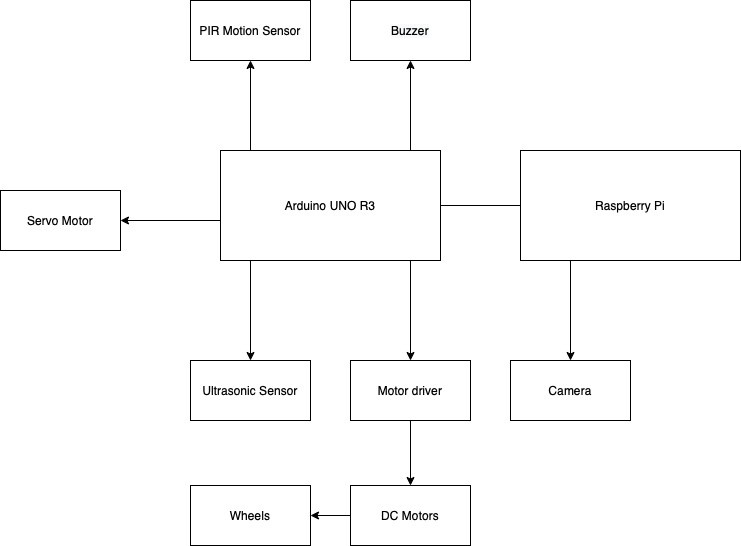 PIR Motion Sensor
Buzzer
Arduino UNO R3
Raspberry Pi
Servo Motor
Ultrasonic Sensor
Motor driver
Camera
Wheels
DC Motors